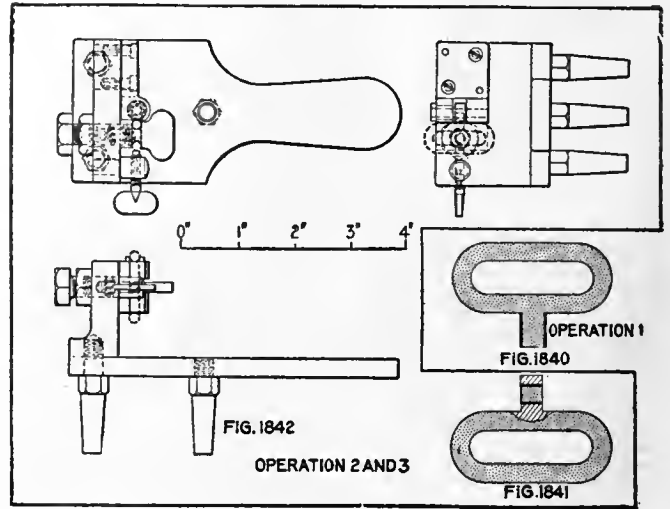 0" 1" 2" 3" 4"
OPERATION 1
FIG.1840
FIG.1842
OPERATION 2 AND 3
FIG.1841